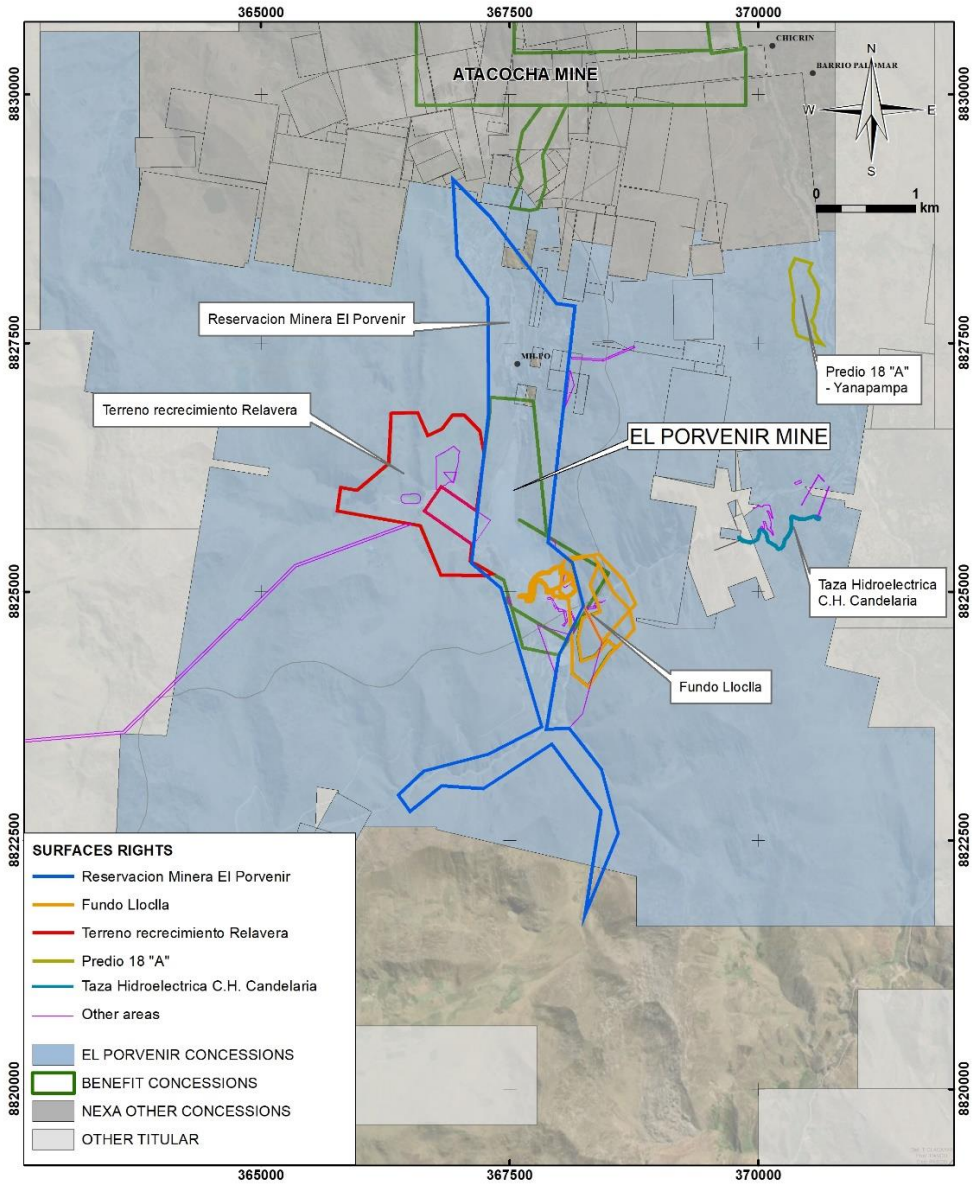 365000 367500 370000
CHICRIN
ATACOCHA MINE
BARRIO PALOMAR
N
W E
S
8830000 8830000
0 1
km
Reservacion Minera El Porvenir
8827500 8827500
MILPO
Predio 18 "A"
- Yanapampa
Terreno recrecimiento Relavera
EL PORVENIR MINE
8825000 8825000
Taza Hidroelectrica
C.H. Candelaria
Fundo Lloclla
8822500 8822500
SURFACES RIGHTS
Reservacion Minera El Porvenir
Fundo Lloclla
Terreno recrecimiento Relavera
Predio 18 "A"
Taza Hidroelectrica C.H. Candelaria
Other areas
EL PORVENIR CONCESSIONS
BENEFIT CONCESSIONS
NEXA OTHER CONCESSIONS
OTHER TITULAR
8820000 8820000
365000 367500 370000